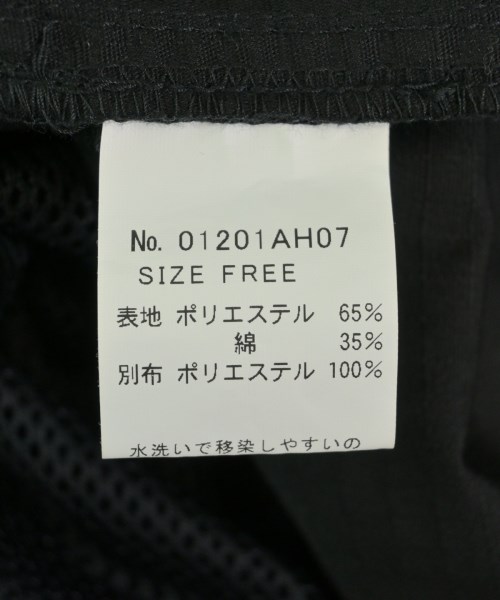 No. 01201AH07
SIZE FREE
表地 ポリエステル 65%
綿 35%
別布 ポリエステル 100%
水洗いで移染しやすいの